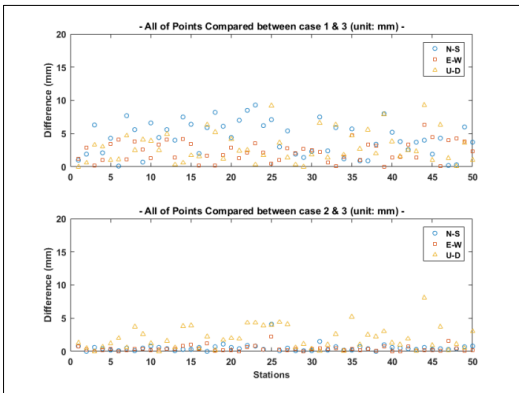 - All of Points Compared between case 1 & 3 (unit: mm) -
20
15
10
5
0
Difference (mm)
N-S
E-W
U-D
0 5 10 15 20 25 30 35 40 45 50
- All of Points Compared between case 2 & 3 (unit: mm) -
20
15
10
5
0
Difference (mm)
N-S
E-W
U-D
0 5 10 15 20 25 30 35 40 45 50
Stations